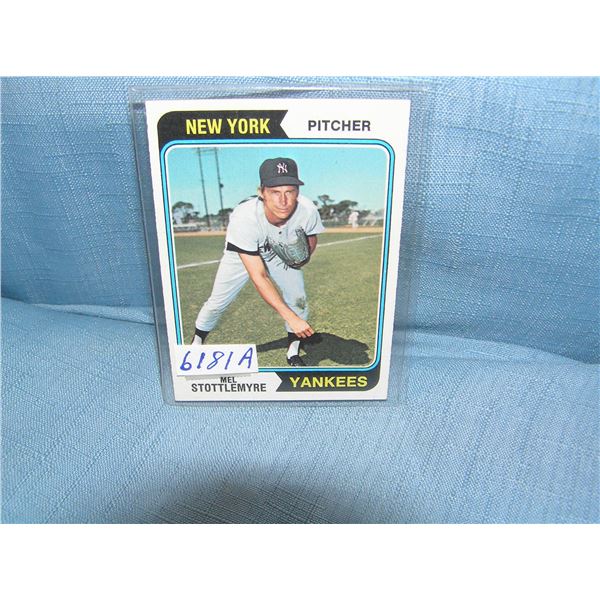 NEW YORK PITCHER
NY
6181A
MEL
STOTTLEMYRE YANKEES